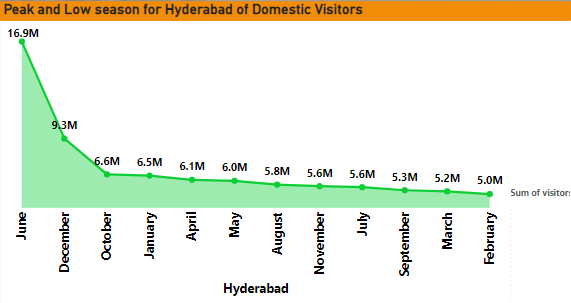 Peak and Low season for Hyderabad of Domestic Visitors
16.9M
9.3M
6.6M
6.5M
6.1M
6.0M
5.8M
5.6M
5.6M
5.3M
5.2M
5.0M
Sum of visitors
June
December
October
January
April
May
August
November
July
September
March
February
Hyderabad